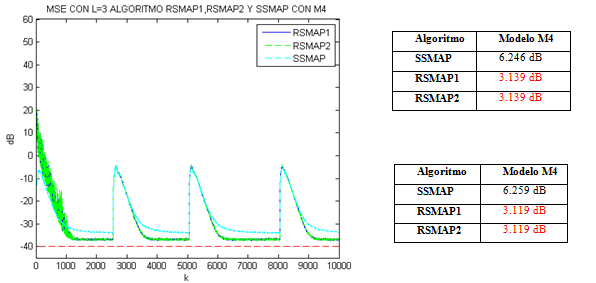 MSE CON L=3 ALGORITMO RSMAP1,RSMAP2 Y SSMAP CON M4
60
50
40
30
20
10
0
-10
-20
-30
-40
dB
0 1000 2000 3000 4000 5000 6000 7000 8000 9000 10000
k
RSMAP1
RSMAP2
SSMAP
Algoritmo Modelo M4
SSMAP 6.246 dB
RSMAP1 3.139 dB
RSMAP2 3.139 dB
Algoritmo Modelo M4
SSMAP 6.259 dB
RSMAP1 3.119 dB
RSMAP2 3.119 dB